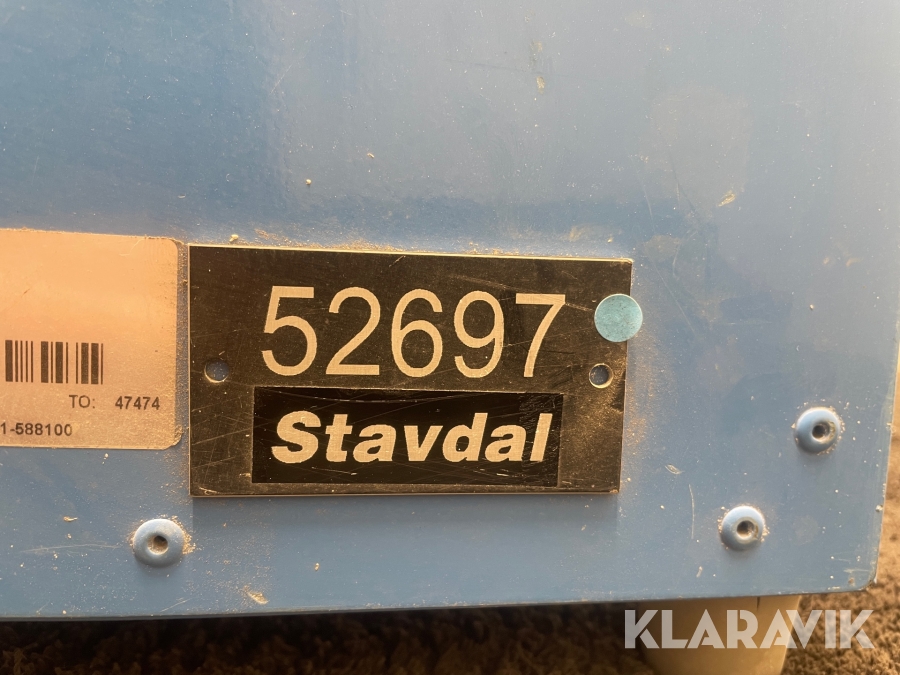 52697
Stavdal
TO: 47474
1-588100
KLARAVIK